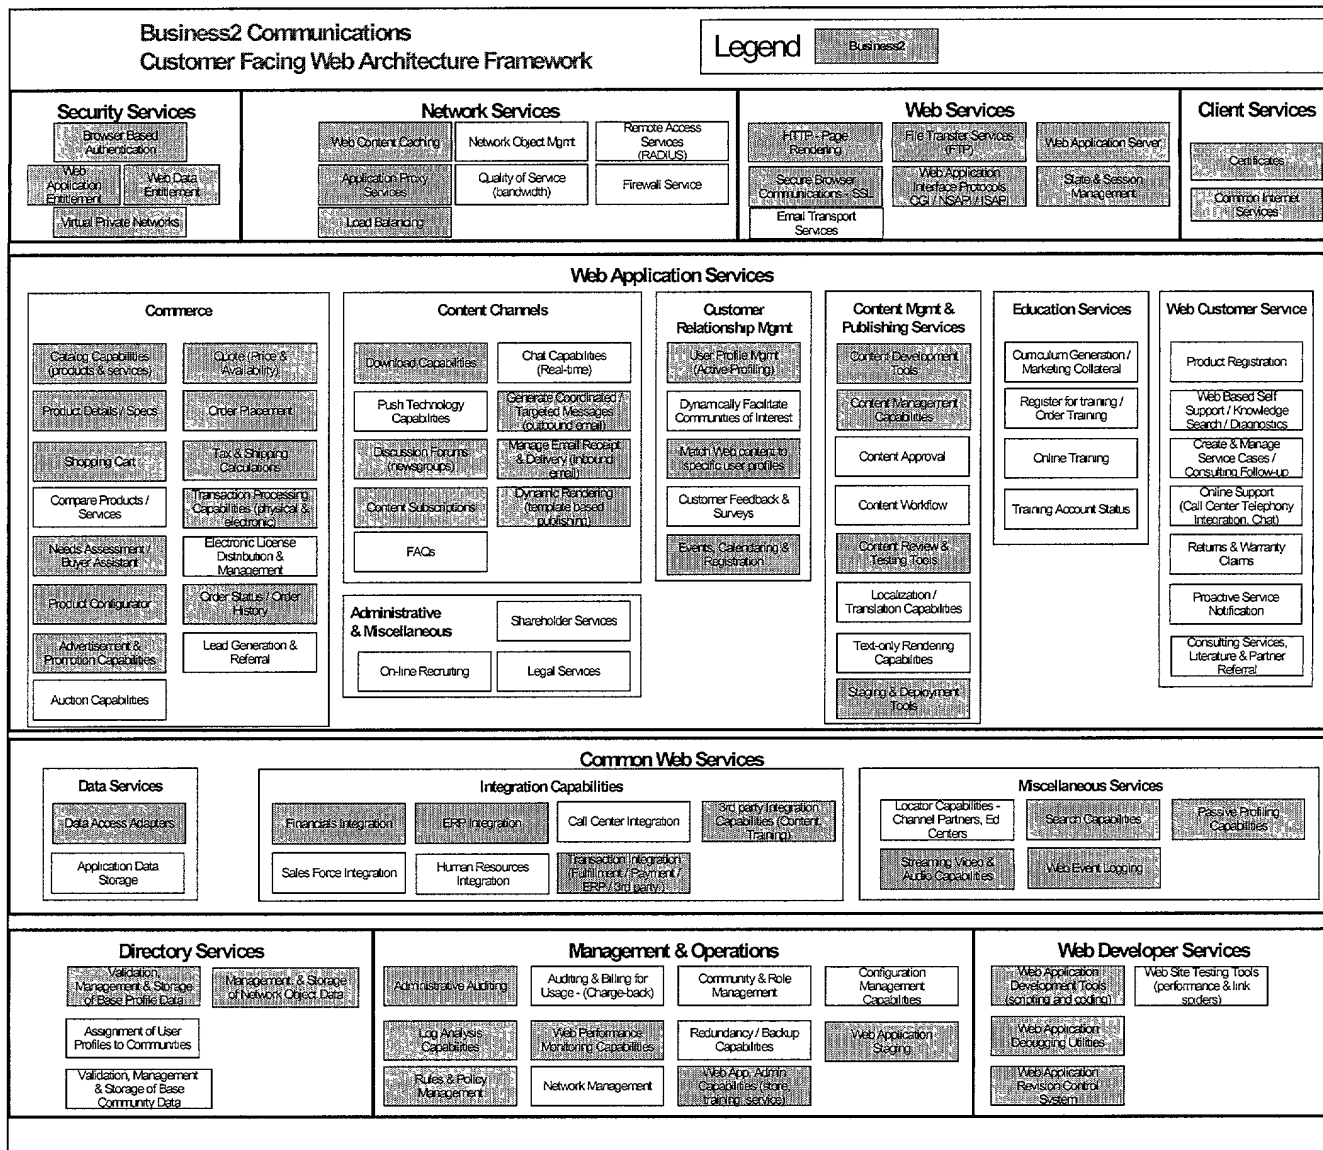 Business2 Communications
Customer Facing Web Architecture Framework
Legend
Business2
Security Services
Browser Based
Authentication
Web
Application
Entitlement
Web Data
Entitlement
Virtual Private Networks
Network Services
Web Content Caching
Network Object Mgmt
Remote Access
Services
(RADIUS)
Application Proxy
Services
Quality of Service
(bandwidth)
Firewall Service
Load Balancing
Web Services
HTTP - Page
Rendering
File Transfer Services
(FTP)
Web Application Server
Secure Browser
Communications - SSL
Web Application
Interface Protocols
CGI / NSAPI / ISAPI
State & Session
Management
Email Transport
Services
Client Services
Certificates
Common Internet
Services
Web Application Services
Commerce
Catalog Capabilities
(products & services)
Quote (Price &
Availability)
Product Details / Specs
Order Placement
Shopping Cart
Tax & Shipping
Calculations
Compare Products /
Services
Transaction Processing
Capabilities (physical &
electronic)
Needs Assessment /
Buyer Assistant
Electronic License
Distribution &
Management
Product Configurator
Order Status / Order
History
Advertisement &
Promotion Capabilities
Lead Generation &
Referral
Auction Capabilities
Content Channels
Download Capabilities
Chat Capabilities
(Real-time)
Push Technology
Capabilities
Generate Coordinated /
Targeted Messages
(outbound email)
Discussion Forums
(newsgroups)
Manage Email Receipt
& Delivery (inbound
email)
Content Subscriptions
Dynamic Rendering
(template based
publishing)
FAQs
Administrative
& Miscellaneous
Shareholder Services
On-line Recruiting
Legal Services
Customer
Relationship Mgmt
User Profile Mgmt
(Active Profiling)
Dynamically Facilitate
Communities of Interest
Match Web content to
specific user profiles
Customer Feedback &
Surveys
Events, Calendaring &
Registration
Content Mgmt &
Publishing Services
Content Development
Tools
Content Management
Capabilities
Content Approval
Content Workflow
Content Review &
Testing Tools
Localization /
Translation Capabilities
Text-only Rendering
Capabilities
Staging & Deployment
Tools
Education Services
Curriculum Generation /
Marketing Collateral
Register for training /
Order Training
Online Training
Training Account Status
Web Customer Service
Product Registration
Web Based Self
Support / Knowledge
Search / Diagnostics
Create & Manage
Service Cases /
Consulting Follow-up
Online Support
(Call Center Telephony
Integration, Chat)
Returns & Warranty
Claims
Proactive Service
Notification
Consulting Services,
Literature & Partner
Referral
Common Web Services
Data Services
Data Access Adapters
Application Data
Storage
Integration Capabilities
Financials Integration
ERP Integration
Call Center Integration
3rd party Integration
Capabilities (Content,
Training)
Sales Force Integration
Human Resources
Integration
Transaction Integration
(Fulfillment / Payment /
ERP / 3rd party )
Miscellaneous Services
Locator Capabilities -
Channel Partners, Ed
Centers
Search Capabilities
Passive Profiling
Capabilities
Streaming Video &
Audio Capabilities
Web Event Logging
Directory Services
Validation,
Management & Storage
of Base Profile Data
Management, & Storage
of Network Object Data
Assignment of User
Profiles to Communities
Validation, Management
& Storage of Base
Community Data
Management & Operations
Administrative Auditing
Auditing & Billing for
Usage - (Charge-back)
Community & Role
Management
Configuration
Management
Capabilities
Log Analysis
Capabilities
Web Performance
Monitoring Capabilities
Redundancy / Backup
Capabilities
Web Application
Staging
Rules & Policy
Management
Network Management
Web App. Admin
Capabilities (store,
training, service)
Web Developer Services
Web Application
Development Tools
(scripting and coding)
Web Site Testing Tools
(performance & link
spiders)
Web Application
Debugging Utilities
Web Application
Revision Control
System